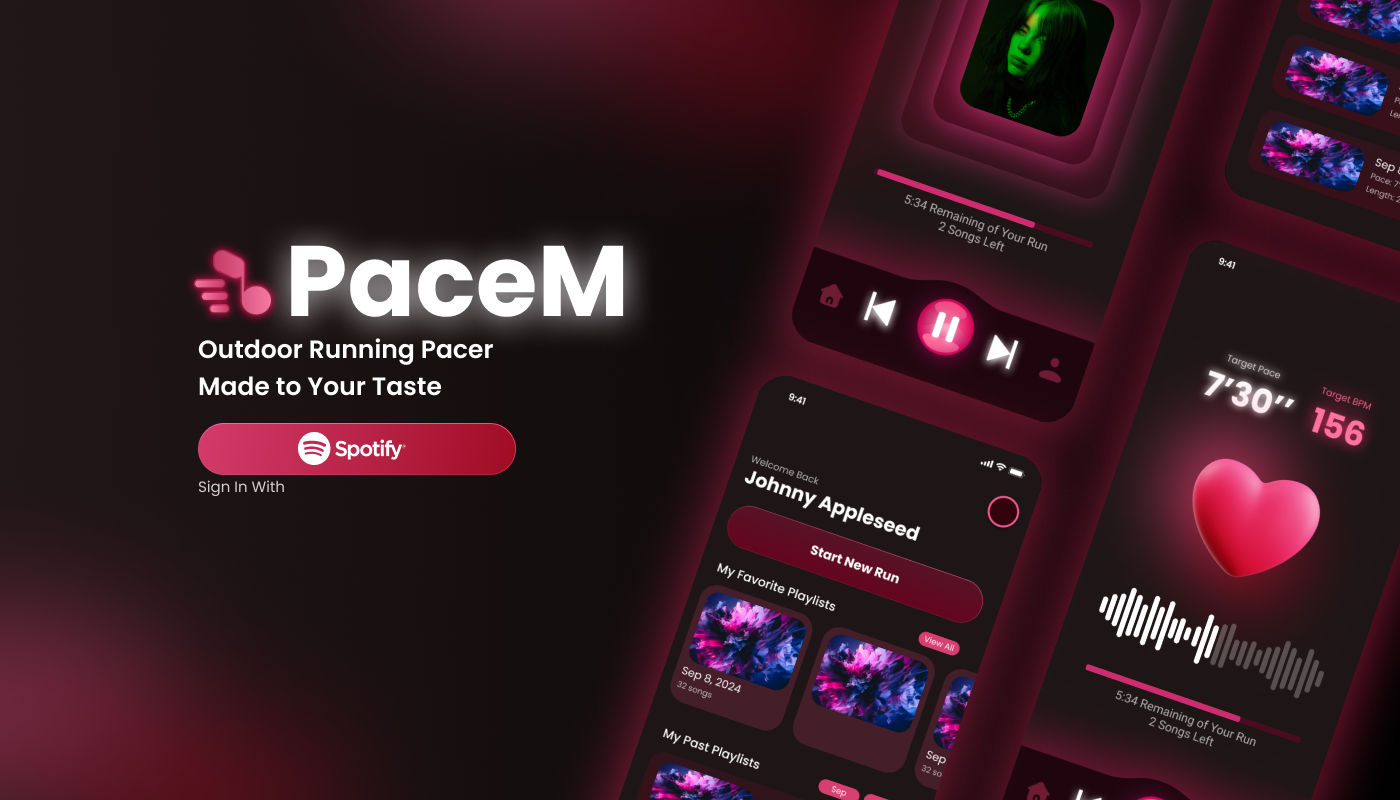 PaceM
Outdoor Running Pacer
Made to Your Taste
Spotify
Sign In With
5:34 Remaining of Your Run
2 Songs Left
9:41
Welcome Back
Johnny Appleseed
Start New Run
My Favorite Playlists
View All
Sep 8, 2024
32 songs
Sep
32 so
My Past Playlists
Sep
Sep
Pace: 7
Length: 2
9:41
Target Pace
7’30’’
Target BPM
156
5:34 Remaining of Your Run
2 Songs Left